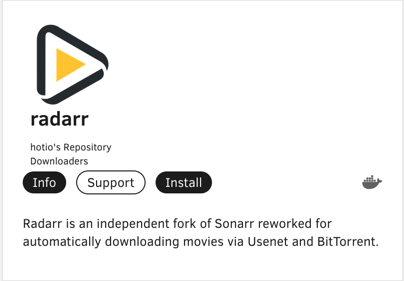 radarr
hotio's Repository
Downloaders
Info Support Install
Radarr is an independent fork of Sonarr reworked for
automatically downloading movies via Usenet and BitTorrent.